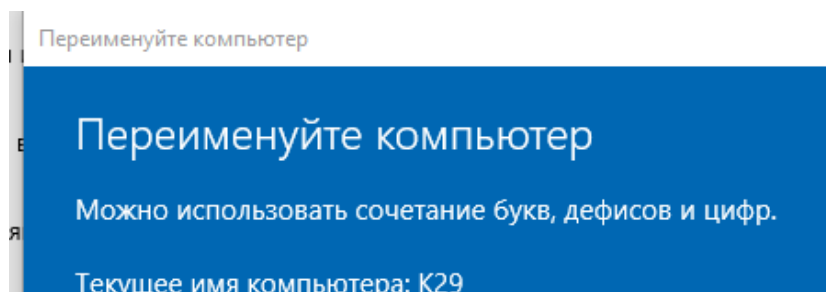 Переименуйте компьютер
Переименуйте компьютер
Можно использовать сочетание букв, дефисов и цифр.
Текущее имя компьютера: K29